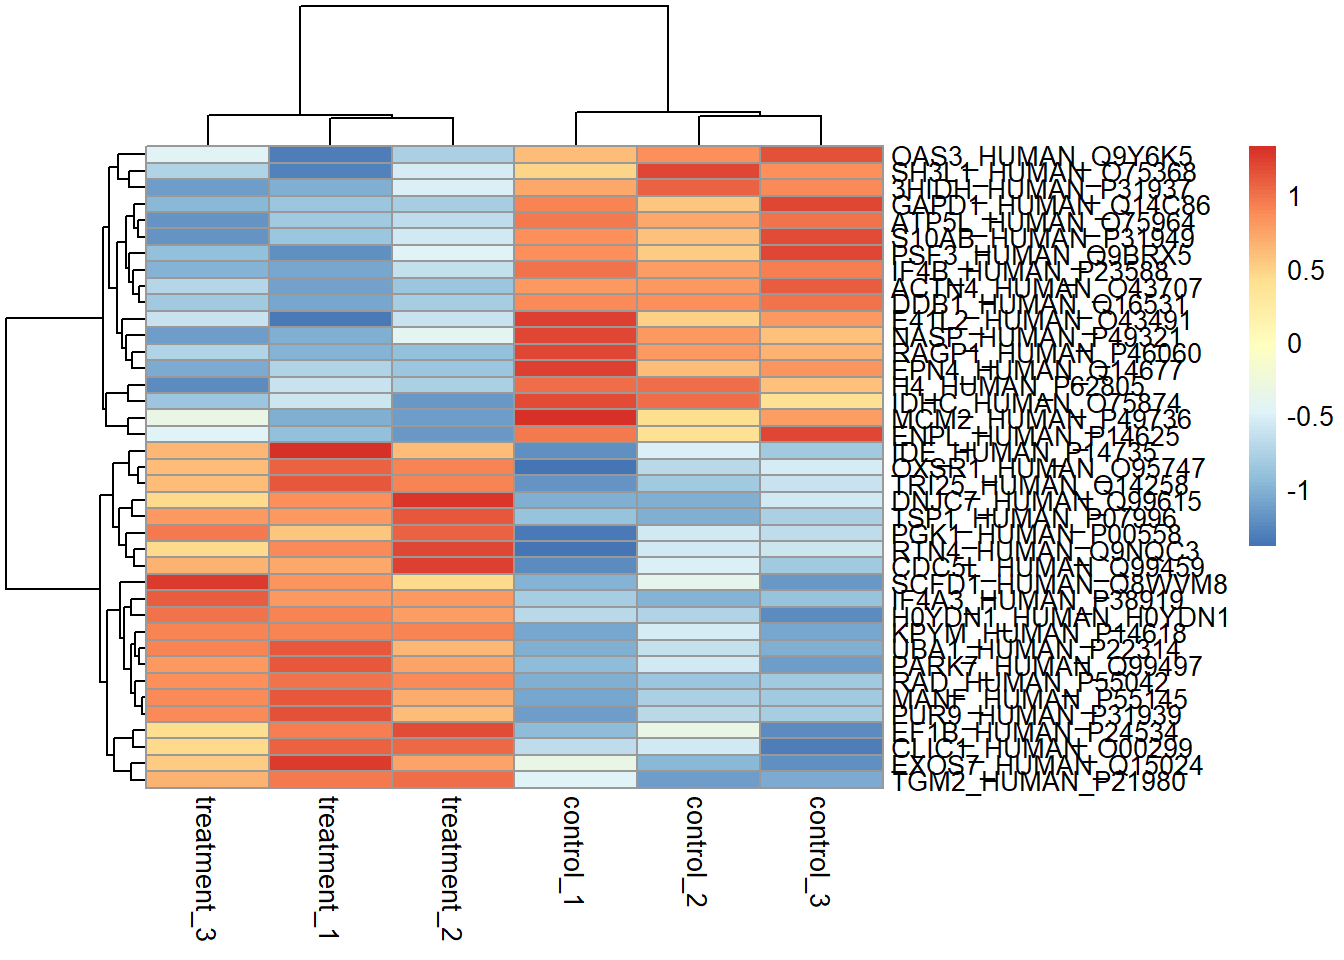 OAS3_HUMAN_Q9Y6K5
SH3L1_HUMAN_O75368
3HIDH_HUMAN_P31937
GAPD1_HUMAN_Q14C86
ATP5L_HUMAN_O75964
S10AB_HUMAN_P31949
PSF3_HUMAN_Q9BRX5
IF4B_HUMAN_P23588
ACTN4_HUMAN_O43707
DDB1_HUMAN_Q16531
E41L2_HUMAN_O43491
NASP_HUMAN_P49321
RAGP1_HUMAN_P46060
EPN4_HUMAN_Q14677
H4_HUMAN_P62805
IDHC_HUMAN_O75874
MCM2_HUMAN_P49736
ENPL_HUMAN_P14625
IDE_HUMAN_P14735
OXSR1_HUMAN_O95747
TRI25_HUMAN_Q14258
DNJC7_HUMAN_Q99615
TSP1_HUMAN_P07996
PGK1_HUMAN_P00558
RTN4_HUMAN_Q9NQC3
CDC5L_HUMAN_Q99459
SCFD1_HUMAN_Q8WVM8
IF4A3_HUMAN_P38919
H0YDN1_HUMAN_H0YDN1
KPYM_HUMAN_P14618
UBA1_HUMAN_P22314
PARK7_HUMAN_Q99497
RAD_HUMAN_P55042
MANF_HUMAN_P55145
PUR9_HUMAN_P31939
EF1B_HUMAN_P24534
CLIC1_HUMAN_O00299
EXOS7_HUMAN_Q15024
TGM2_HUMAN_P21980
1
0.5
0
-0.5
-1
treatment_3
treatment_1
treatment_2
control_1
control_2
control_3